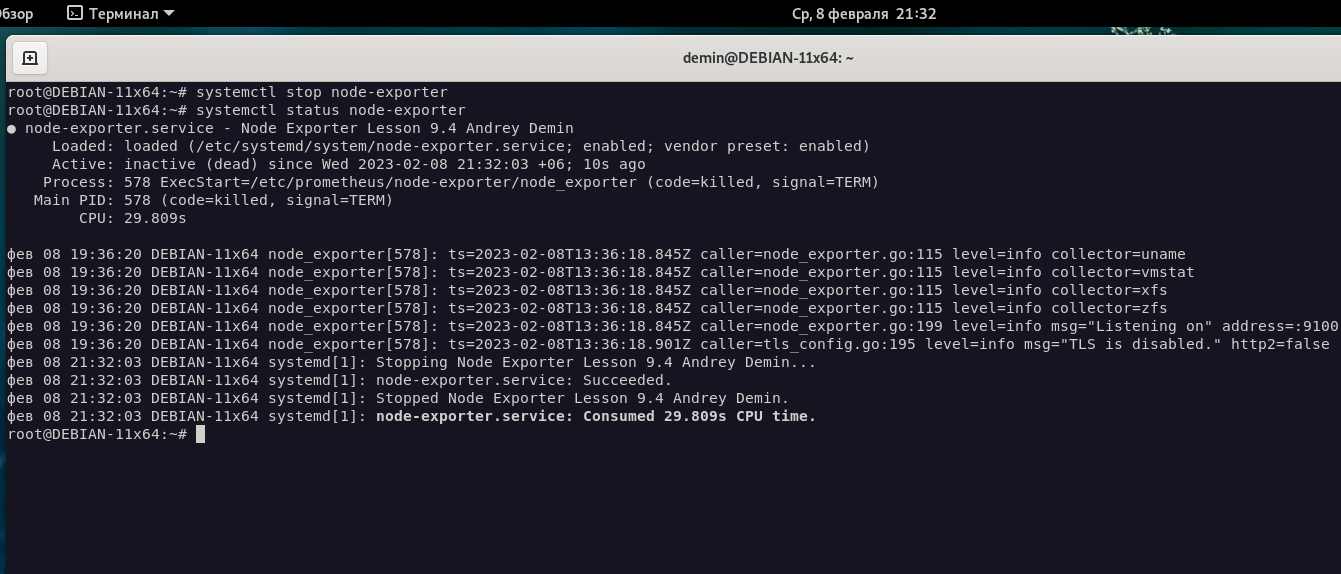 бзор Терминал Ср, 8 февраля 21:32
demin@DEBIAN-11x64: ~
root@DEBIAN-11x64:~# systemctl stop node-exporter
root@DEBIAN-11x64:~# systemctl status node-exporter
● node-exporter.service - Node Exporter Lesson 9.4 Andrey Demin
     Loaded: loaded (/etc/systemd/system/node-exporter.service; enabled; vendor preset: enabled)
     Active: inactive (dead) since Wed 2023-02-08 21:32:03 +06; 10s ago
    Process: 578 ExecStart=/etc/prometheus/node-exporter/node_exporter (code=killed, signal=TERM)
   Main PID: 578 (code=killed, signal=TERM)
        CPU: 29.809s
фев 08 19:36:20 DEBIAN-11x64 node_exporter[578]: ts=2023-02-08T13:36:18.845Z caller=node_exporter.go:115 level=info collector=uname
фев 08 19:36:20 DEBIAN-11x64 node_exporter[578]: ts=2023-02-08T13:36:18.845Z caller=node_exporter.go:115 level=info collector=vmstat
фев 08 19:36:20 DEBIAN-11x64 node_exporter[578]: ts=2023-02-08T13:36:18.845Z caller=node_exporter.go:115 level=info collector=xfs
фев 08 19:36:20 DEBIAN-11x64 node_exporter[578]: ts=2023-02-08T13:36:18.845Z caller=node_exporter.go:115 level=info collector=zfs
фев 08 19:36:20 DEBIAN-11x64 node_exporter[578]: ts=2023-02-08T13:36:18.845Z caller=node_exporter.go:199 level=info msg="Listening on" address=:9100
фев 08 19:36:20 DEBIAN-11x64 node_exporter[578]: ts=2023-02-08T13:36:18.901Z caller=tls_config.go:195 level=info msg="TLS is disabled." http2=false
фев 08 21:32:03 DEBIAN-11x64 systemd[1]: Stopping Node Exporter Lesson 9.4 Andrey Demin...
фев 08 21:32:03 DEBIAN-11x64 systemd[1]: node-exporter.service: Succeeded.
фев 08 21:32:03 DEBIAN-11x64 systemd[1]: Stopped Node Exporter Lesson 9.4 Andrey Demin.
фев 08 21:32:03 DEBIAN-11x64 systemd[1]: node-exporter.service: Consumed 29.809s CPU time.
root@DEBIAN-11x64:~#